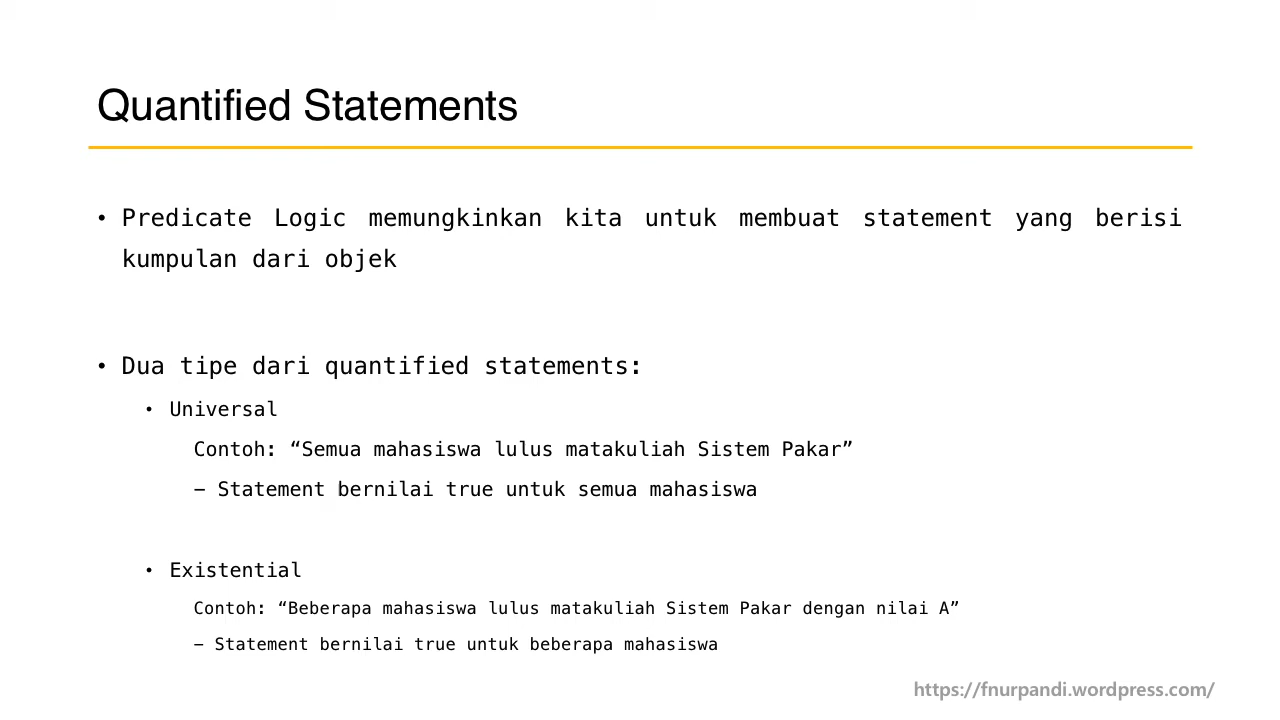 Quantified Statements
• Predicate Logic memungkinkan kita untuk membuat statement yang berisi
kumpulan dari objek
• Dua tipe dari quantified statements:
• Universal
Contoh: “Semua mahasiswa lulus matakuliah Sistem Pakar”
– Statement bernilai true untuk semua mahasiswa
• Existential
Contoh: “Beberapa mahasiswa lulus matakuliah Sistem Pakar dengan nilai A”
– Statement bernilai true untuk beberapa mahasiswa
https://fnurpandi.wordpress.com/